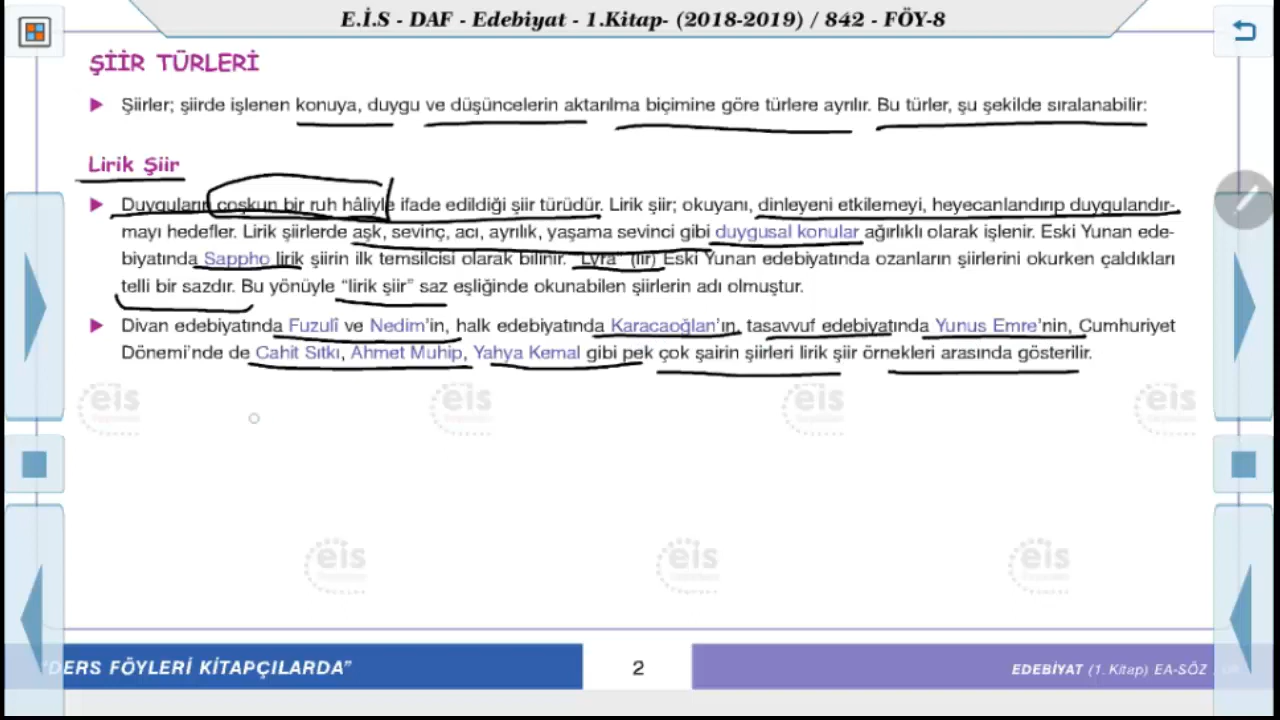 E.İ.S - DAF - Edebiyat - 1.Kitap- (2018-2019) / 842 - FÖY-8
ŞİİR TÜRLERİ
Şiirler; şiirde işlenen konuya, duygu ve düşüncelerin aktarılma biçimine göre türlere ayrılır. Bu türler, şu şekilde sıralanabilir:
Lirik Şiir
Duyguların coşkun bir ruh hâliyle ifade edildiği şiir türüdür. Lirik şiir; okuyanı, dinleyeni etkilemeyi, heyecanlandırıp duygulandır-
mayı hedefler. Lirik şiirlerde aşk, sevinç, acı, ayrılık, yaşama sevinci gibi duygusal konular ağırlıklı olarak işlenir. Eski Yunan ede-
biyatında Sappho lirik şiirin ilk temsilcisi olarak bilinir. "Lyra" (lir) Eski Yunan edebiyatında ozanların şiirlerini okurken çaldıkları
telli bir sazdır. Bu yönüyle "lirik şiir" saz eşliğinde okunabilen şiirlerin adı olmuştur.
Divan edebiyatında Fuzulî ve Nedim'in, halk edebiyatında Karacaoğlan'ın, tasavvuf edebiyatında Yunus Emre'nin, Cumhuriyet
Dönemi'nde de Cahit Sıtkı, Ahmet Muhip, Yahya Kemal gibi pek çok şairin şiirleri lirik şiir örnekleri arasında gösterilir.
eis eis eis eis
eis eis eis
"DERS FÖYLERİ KİTAPÇILARDA"
2
EDEBİYAT (1. Kitap) EA-SÖZ